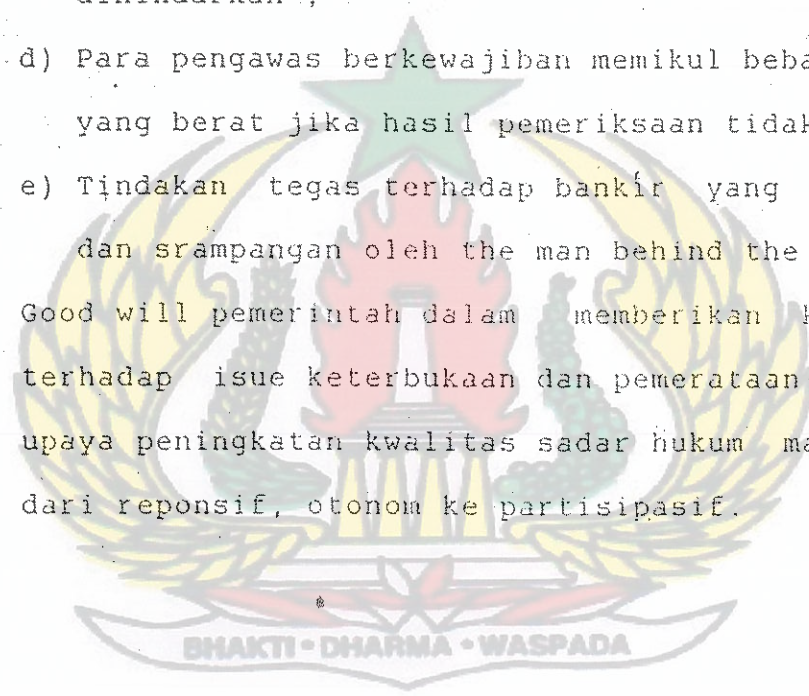 dihindarkan ;
d) Para pengawas berkewajiban memikul beba
yang berat jika hasil pemeriksaan tidak
e) Tindakan tegas terhadap bankir yang
dan srampangan oleh the man behind the
Good will pemerintah dalam memberikan
terhadap isue keterbukaan dan pemerataan
upaya peningkatan kwalitas sadar hukum ma
dari reponsif, otonom ke partisipasif.
BHAKTI • DHARMA • WASPADA